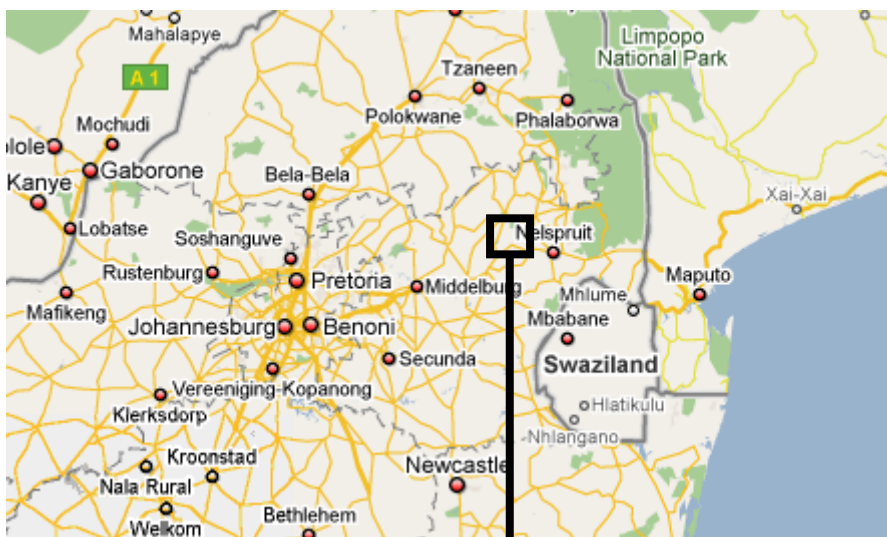 Mahalapye
Limpopo
National Park
Tzaneen
A 1
Polokwane
Phalaborwa
Mochudi
olole
Gaborone
Bela-Bela
Kanye
Xai-Xai
Lobatse
Soshanguve
Nelspruit
Rustenburg
Pretoria
Middelburg
Maputo
Mafikeng
Mhlume
Johannesburg
Benoni
Mbabane
Secunda
Swaziland
Vereeniging-Kopanong
Klerksdorp
Hlatikulu
Nhlangano
Kroonstad
Newcastle
Nala Rural
Bethlehem
Welkom